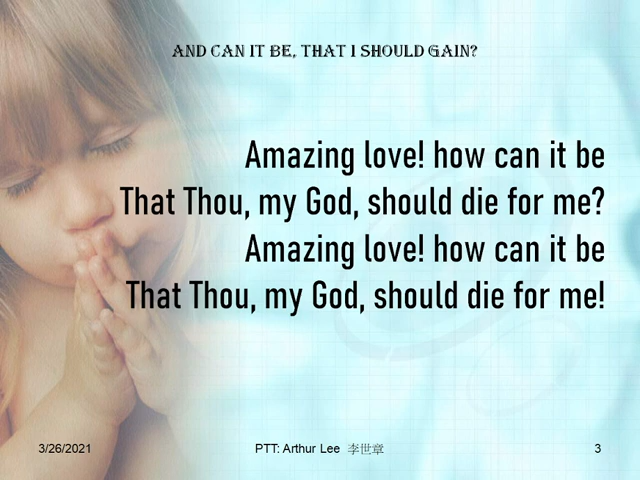 AND CAN IT BE, THAT I SHOULD GAIN?
Amazing love! how can it be
That Thou, my God, should die for me?
Amazing love! how can it be
That Thou, my God, should die for me!
3/26/2021
PTT: Arthur Lee 李世章
3